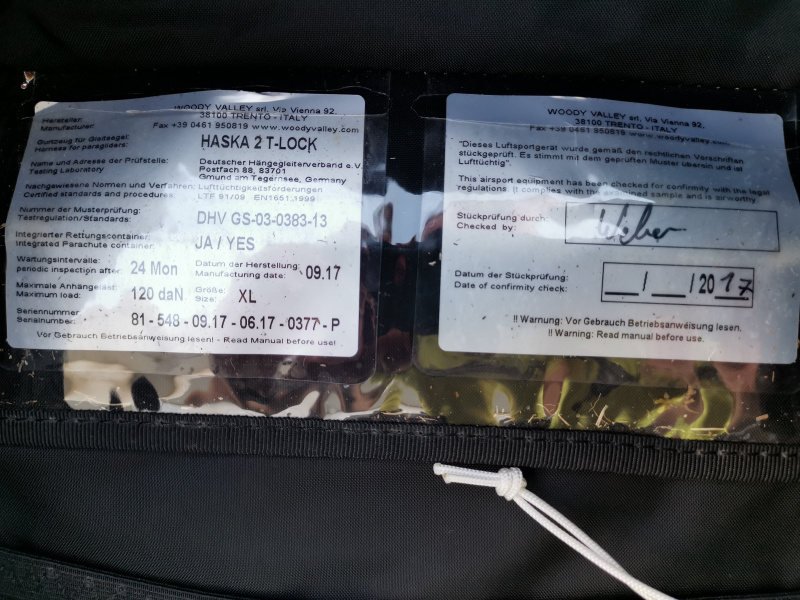 WOODY VALLEY srl, Via Vienna 92,
38100 TRENTO - ITALY
Fax +39 0461 950819 www.woodyvalley.com
Hersteller:
Manufacturer:
Gurtzeug für Gleitsegel:
Harness for paragliders:
HASKA 2 T-LOCK
Name und Adresse der Prüfstelle:
Testing Laboratory
Deutscher Hängegleiterverband e.V.
Postfach 88, 83701
Gmund am Tegernsee, Germany
Nachgewiesene Normen und Verfahren:
Certified standards and procedures:
Lufttüchtigkeitsforderungen
LTF 91/09 EN1651:1999
Nummer der Musterprüfung:
Testregulation/Standards:
DHV GS-03-0383-13
Integrierter Rettungscontainer:
Integrated Parachute container:
JA / YES
Wartungsintervalle:
periodic inspection after:
24 Mon
Datum der Herstellung:
Manufacturing date:
09.17
Maximale Anhängelast:
Maximum load:
120 daN
Größe:
Size:
XL
Seriennummer:
Serialnumber:
81 - 548 - 09.17 - 06.17 - 0377 - P
Vor Gebrauch Betriebsanweisung lesen! - Read Manual before use!
WOODY VALLEY srl, Via Vienna 92,
38100 TRENTO - ITALY
Fax +39 0461 950819 www.woodyvalley.com
"Dieses Luftsportgerät wurde gemäß den rechtlichen Vorschriften
stückgeprüft. Es stimmt mit dem geprüften Muster überein und ist
Lufttüchtig".
This airsport equipment has been checked for confirmity with the legal
regulations. It complies with the examined sample and is airworthy
Stückprüfung durch:
Checked by:
Weber
Datum der Stückprüfung:
Date of confirmity check:
__/__/2017
!! Warnung: Vor Gebrauch Betriebsanweisung lesen.
!! Warning: Read manual before use.